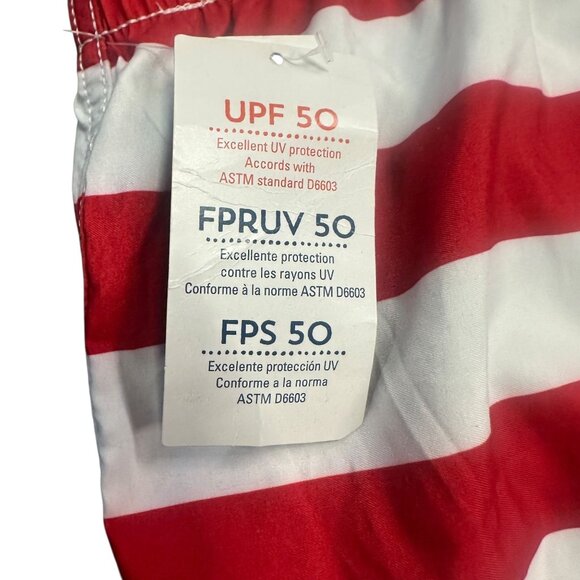 UPF 50
Excellent UV protection
Accords with
ASTM standard D6603
FPRUV 50
Excellente protection
contre les rayons UV
Conforme à la norme ASTM D6603
FPS 50
Excelente protección UV
Conforme a la norma
ASTM D6603